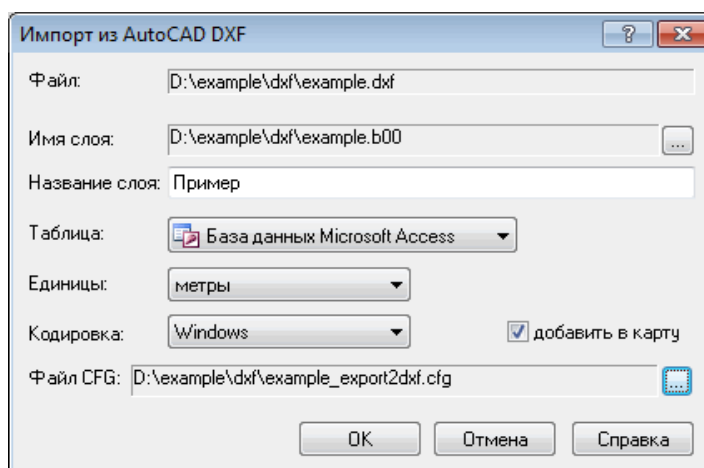 Импорт из AutoCAD DXF
Файл: D:\example\dxf\example.dxf
Имя слоя: D:\example\dxf\example.b00 ...
Название слоя: Пример
Таблица: База данных Microsoft Access
Единицы: метры
Кодировка: Windows добавить в карту
Файл CFG: D:\example\dxf\example_export2dxf.cfg ...
OK Отмена Справка